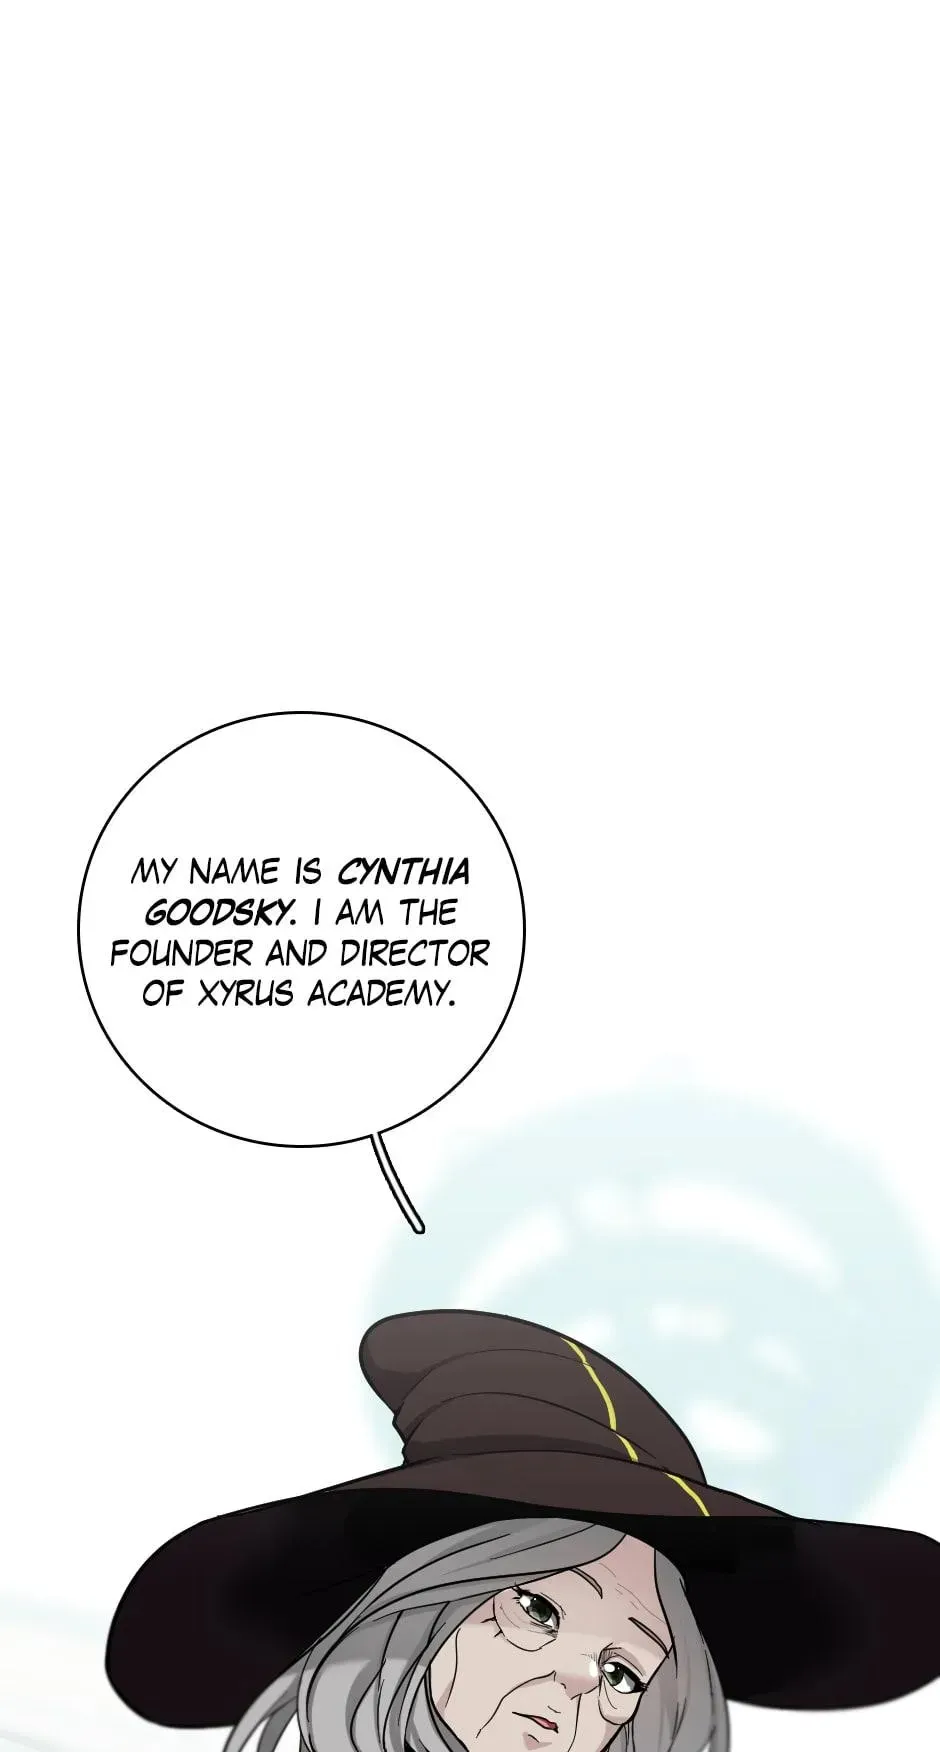 MY NAME IS CYNTHIA
GOODSKY. I AM THE
FOUNDER AND DIRECTOR
OF XYRUS ACADEMY.